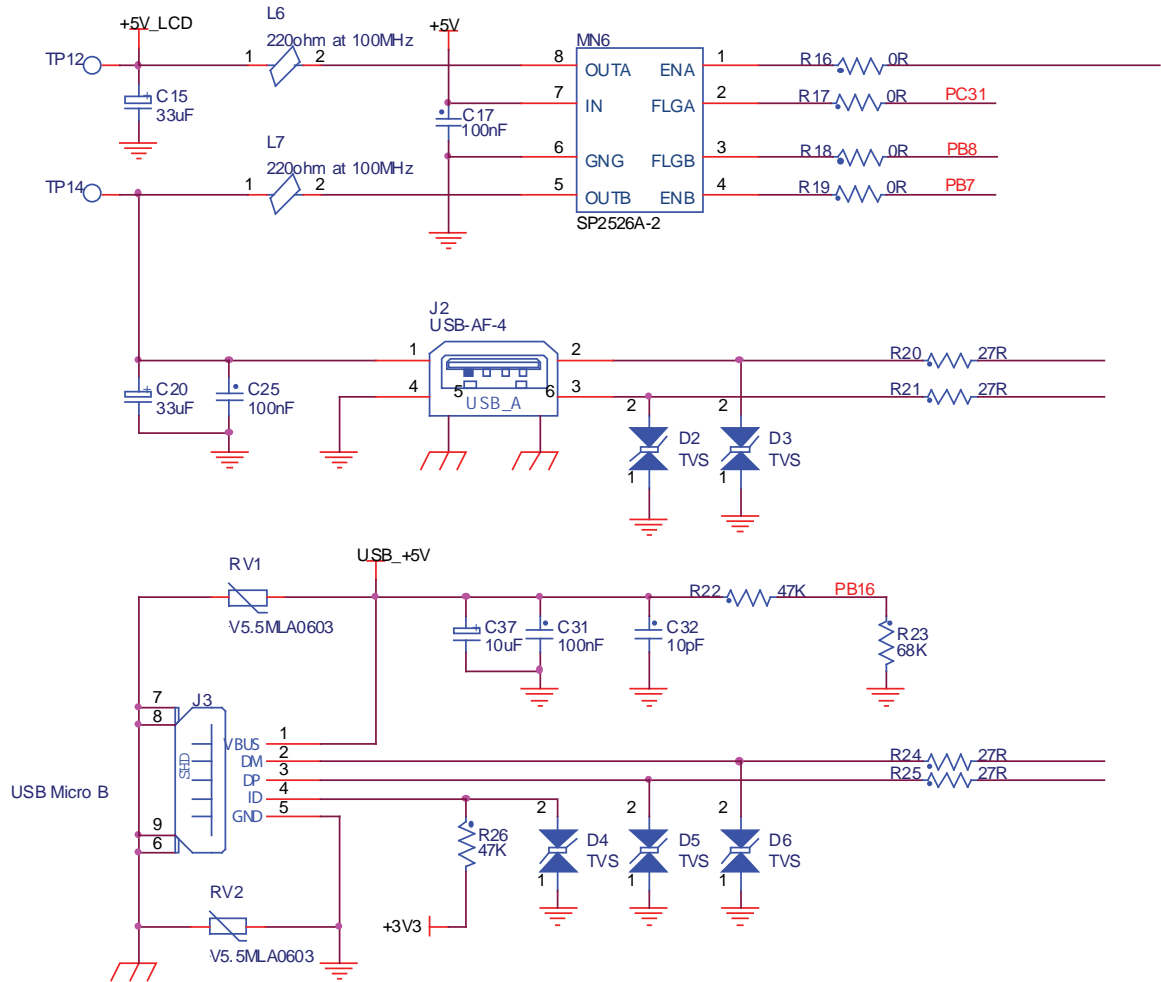 +5V_LCD
L6
220ohm at 100MHz
+5V
MN6
TP12
1
2
8
OUTA
ENA
1
R16
0R
C15
33uF
7
IN
FLGA
2
R17
0R
PC31
C17
100nF
L7
220ohm at 100MHz
6
GNG
FLGB
3
R18
0R
PB8
TP14
1
2
5
OUTB
ENB
4
R19
0R
PB7
SP2526A-2
J2
USB-AF-4
1
2
R20
27R
C20
33uF
C25
100nF
4
5
6
3
USB_A
R21
27R
2
2
D2
TVS
D3
TVS
1
1
USB_+5V
RV1
V5.5MLA0603
R22
47K
PB16
C37
10uF
C31
100nF
C32
10pF
R23
68K
7
8
J3
SHD
VBUS
1
DM
2
DP
3
ID
4
GND
5
R24
27R
R25
27R
USB Micro B
9
6
R26
47K
2
2
2
D4
TVS
D5
TVS
D6
TVS
1
1
1
RV2
V5.5MLA0603
+3V3